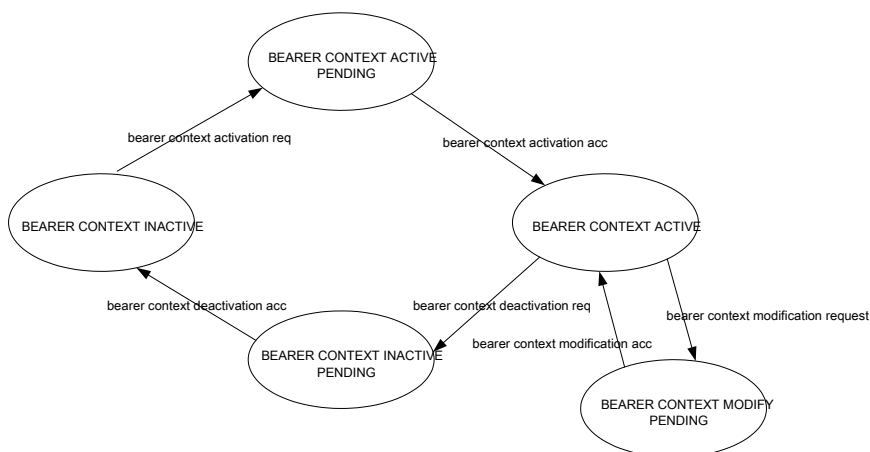 BEARER CONTEXT ACTIVE
PENDING
bearer context activation req
bearer context activation acc
BEARER CONTEXT INACTIVE
BEARER CONTEXT ACTIVE
bearer context deactivation acc
bearer context deactivation req
bearer context modification request
bearer context modification acc
BEARER CONTEXT INACTIVE
PENDING
BEARER CONTEXT MODIFY
PENDING